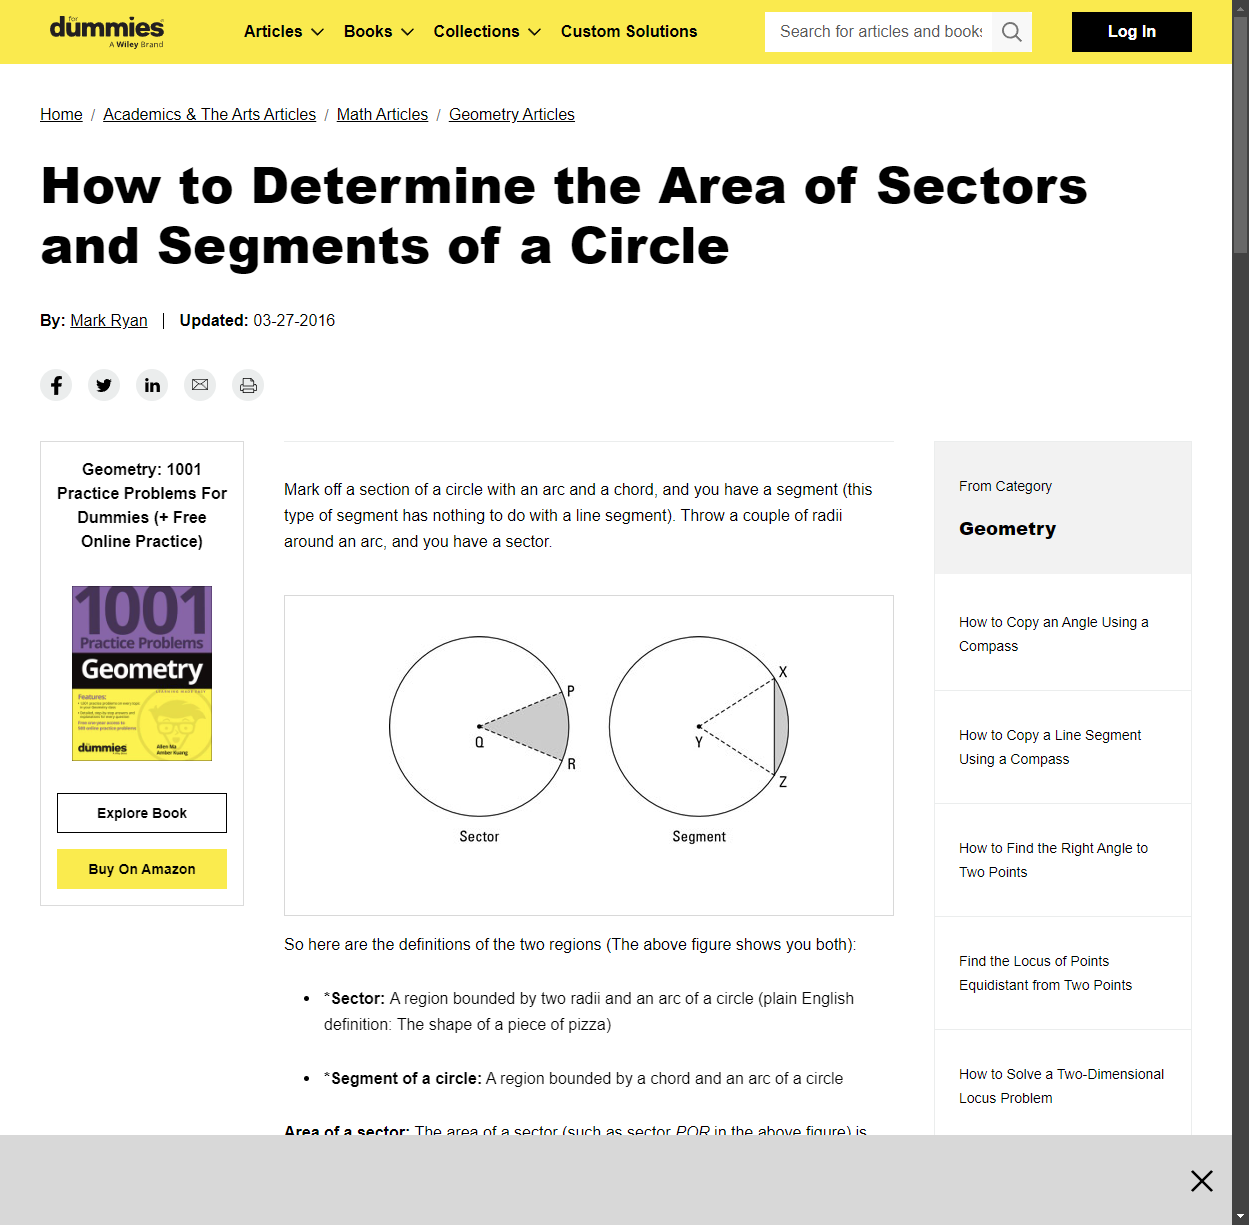 for
dummies
A Wiley Brand
Articles
Books
Collections
Custom Solutions
Search for articles and books
Log In
Home / Academics & The Arts Articles / Math Articles / Geometry Articles
How to Determine the Area of Sectors
and Segments of a Circle
By: Mark Ryan | Updated: 03-27-2016
Geometry: 1001
Practice Problems For
Dummies (+ Free
Online Practice)
1001
Practice Problems
Geometry
Features:
dummies
Allen Ma
Amber Kuang
Explore Book
Buy On Amazon
Mark off a section of a circle with an arc and a chord, and you have a segment (this
type of segment has nothing to do with a line segment). Throw a couple of radii
around an arc, and you have a sector.
P
Q
R
Sector
X
Y
Z
Segment
So here are the definitions of the two regions (The above figure shows you both):
• *Sector: A region bounded by two radii and an arc of a circle (plain English
definition: The shape of a piece of pizza)
• *Segment of a circle: A region bounded by a chord and an arc of a circle
Area of a sector: The area of a sector (such as sector PQR in the above figure) is
From Category
Geometry
How to Copy an Angle Using a
Compass
How to Copy a Line Segment
Using a Compass
How to Find the Right Angle to
Two Points
Find the Locus of Points
Equidistant from Two Points
How to Solve a Two-Dimensional
Locus Problem